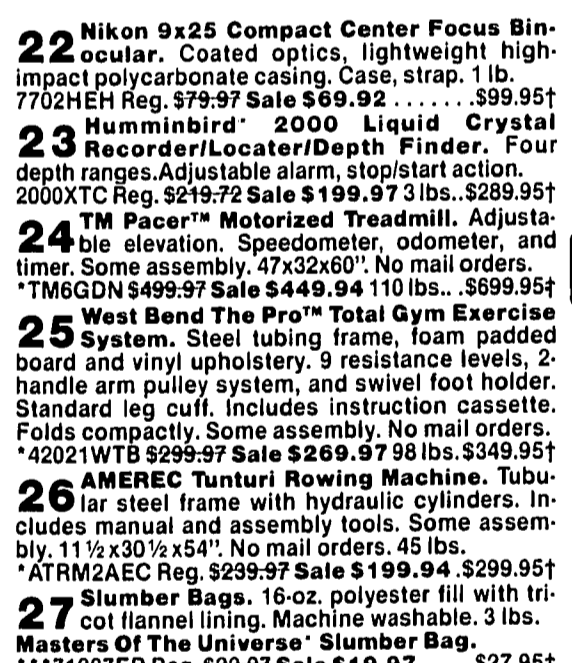 22 Nikon 9x25 Compact Center Focus Bin-
ocular. Coated optics, lightweight high-
impact polycarbonate casing. Case, strap. 1 lb.
7702HEH Reg. $79.97 Sale $69.92 .......$99.95†
23 Humminbird• 2000 Liquid Crystal
Recorder/Locater/Depth Finder. Four
depth ranges.Adjustable alarm, stop/start action.
2000XTC Reg. $219.72 Sale $199.97 3 lbs..$289.95†
24 TM Pacer™ Motorized Treadmill. Adjusta-
ble elevation. Speedometer, odometer, and
timer. Some assembly. 47x32x60". No mail orders.
*TM6GDN $499.97 Sale $449.94 110 lbs.. .$699.95†
25 West Bend The Pro™ Total Gym Exercise
System. Steel tubing frame, foam padded
board and vinyl upholstery. 9 resistance levels, 2-
handle arm pulley system, and swivel foot holder.
Standard leg cuff. Includes instruction cassette.
Folds compactly. Some assembly. No mail orders.
*42021WTB $299.97 Sale $269.97 98 lbs.$349.95†
26 AMEREC Tunturi Rowing Machine. Tubu-
lar steel frame with hydraulic cylinders. In-
cludes manual and assembly tools. Some assem-
bly. 11½x30½x54". No mail orders. 45 lbs.
*ATRM2AEC Reg. $239.97 Sale $199.94 .$299.95†
27 Slumber Bags. 16-oz. polyester fill with tri-
cot flannel lining. Machine washable. 3 lbs.
Masters Of The Universe• Slumber Bag.
Sale $27.95†